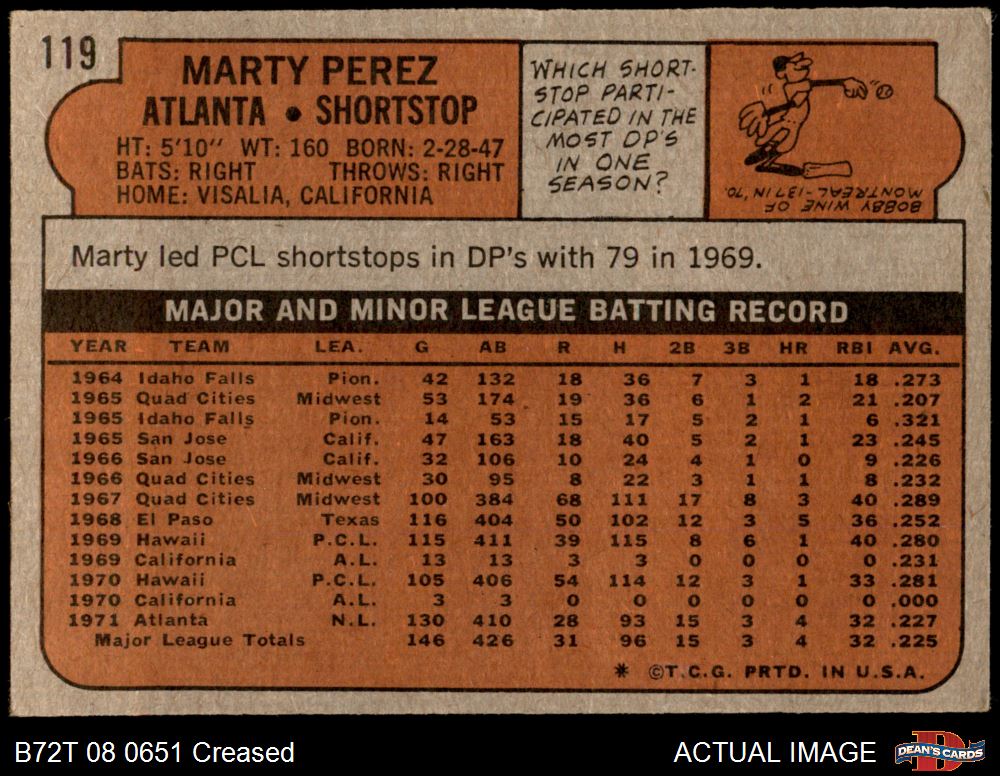 119
MARTY PEREZ
ATLANTA • SHORTSTOP
HT: 5'10" WT: 160 BORN: 2-28-47
BATS: RIGHT THROWS: RIGHT
HOME: VISALIA, CALIFORNIA
WHICH SHORT-
STOP PARTI-
CIPATED IN THE
MOST DP'S
IN ONE
SEASON?
BOBBY WINE OF
MONTREAL-137 IN '70.
Marty led PCL shortstops in DP's with 79 in 1969.
MAJOR AND MINOR LEAGUE BATTING RECORD
YEAR TEAM LEA. G AB R H 2B 3B HR RBI AVG.
1964 Idaho Falls Pion. 42 132 18 36 7 3 1 18 .273
1965 Quad Cities Midwest 53 174 19 36 6 1 2 21 .207
1965 Idaho Falls Pion. 14 53 15 17 5 2 1 6 .321
1965 San Jose Calif. 47 163 18 40 5 2 1 23 .245
1966 San Jose Calif. 32 106 10 24 4 1 0 9 .226
1966 Quad Cities Midwest 30 95 8 22 3 1 1 8 .232
1967 Quad Cities Midwest 100 384 68 111 17 8 3 40 .289
1968 El Paso Texas 116 404 50 102 12 3 5 36 .252
1969 Hawaii P.C.L. 115 411 39 115 8 6 1 40 .280
1969 California A.L. 13 13 3 3 0 0 0 0 .231
1970 Hawaii P.C.L. 105 406 54 114 12 3 1 33 .281
1970 California A.L. 3 3 0 0 0 0 0 0 .000
1971 Atlanta N.L. 130 410 28 93 15 3 4 32 .227
Major League Totals 146 426 31 96 15 3 4 32 .225
* ©T.C.G. PRTD. IN U.S.A.
B72T 08 0651 Creased ACTUAL IMAGE DEAN'S CARDS